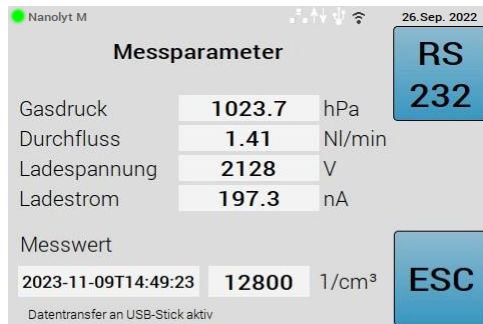 Nanolyt M 26.Sep. 2022
Messparameter
RS
232
Gasdruck 1023.7 hPa
Durchfluss 1.41 Nl/min
Ladespannung 2128 V
Ladestrom 197.3 nA
Messwert
2023-11-09T14:49:23 12800 1/cm³
ESC
Datentransfer an USB-Stick aktiv